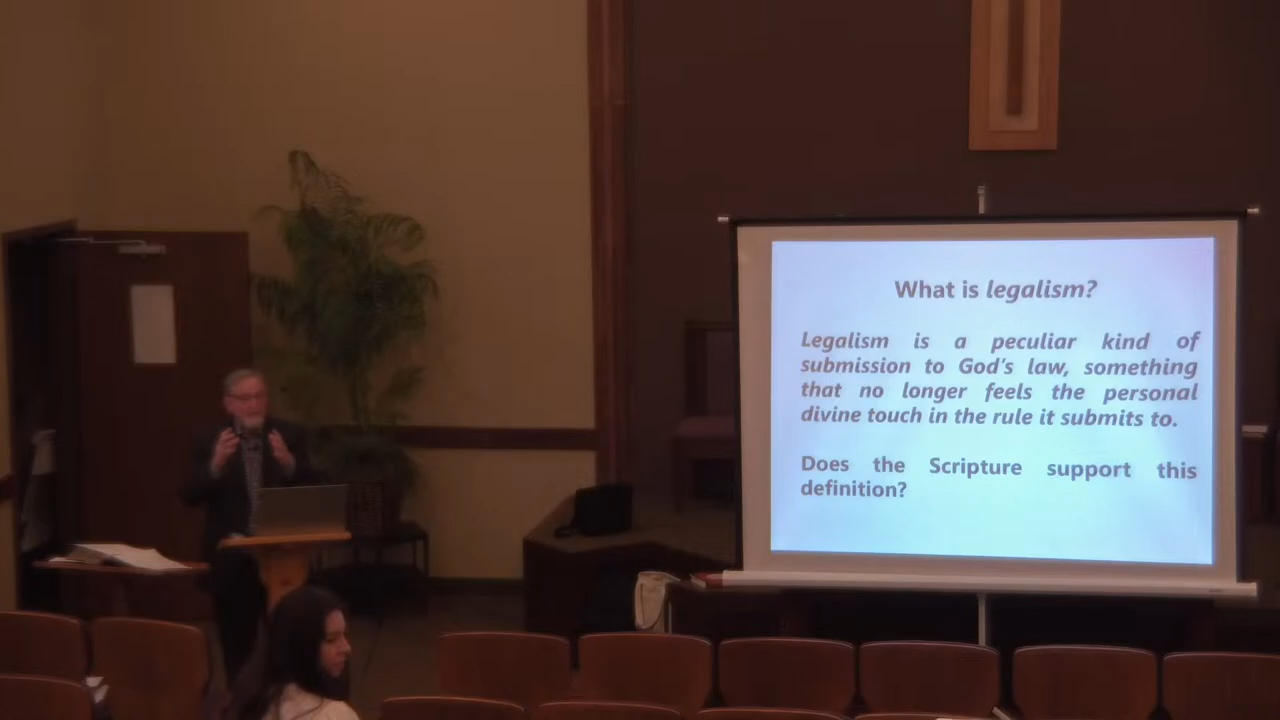 What is legalism?
Legalism is a peculiar kind of
submission to God's law, something
that no longer feels the personal
divine touch in the rule it submits to.
Does the Scripture support this
definition?